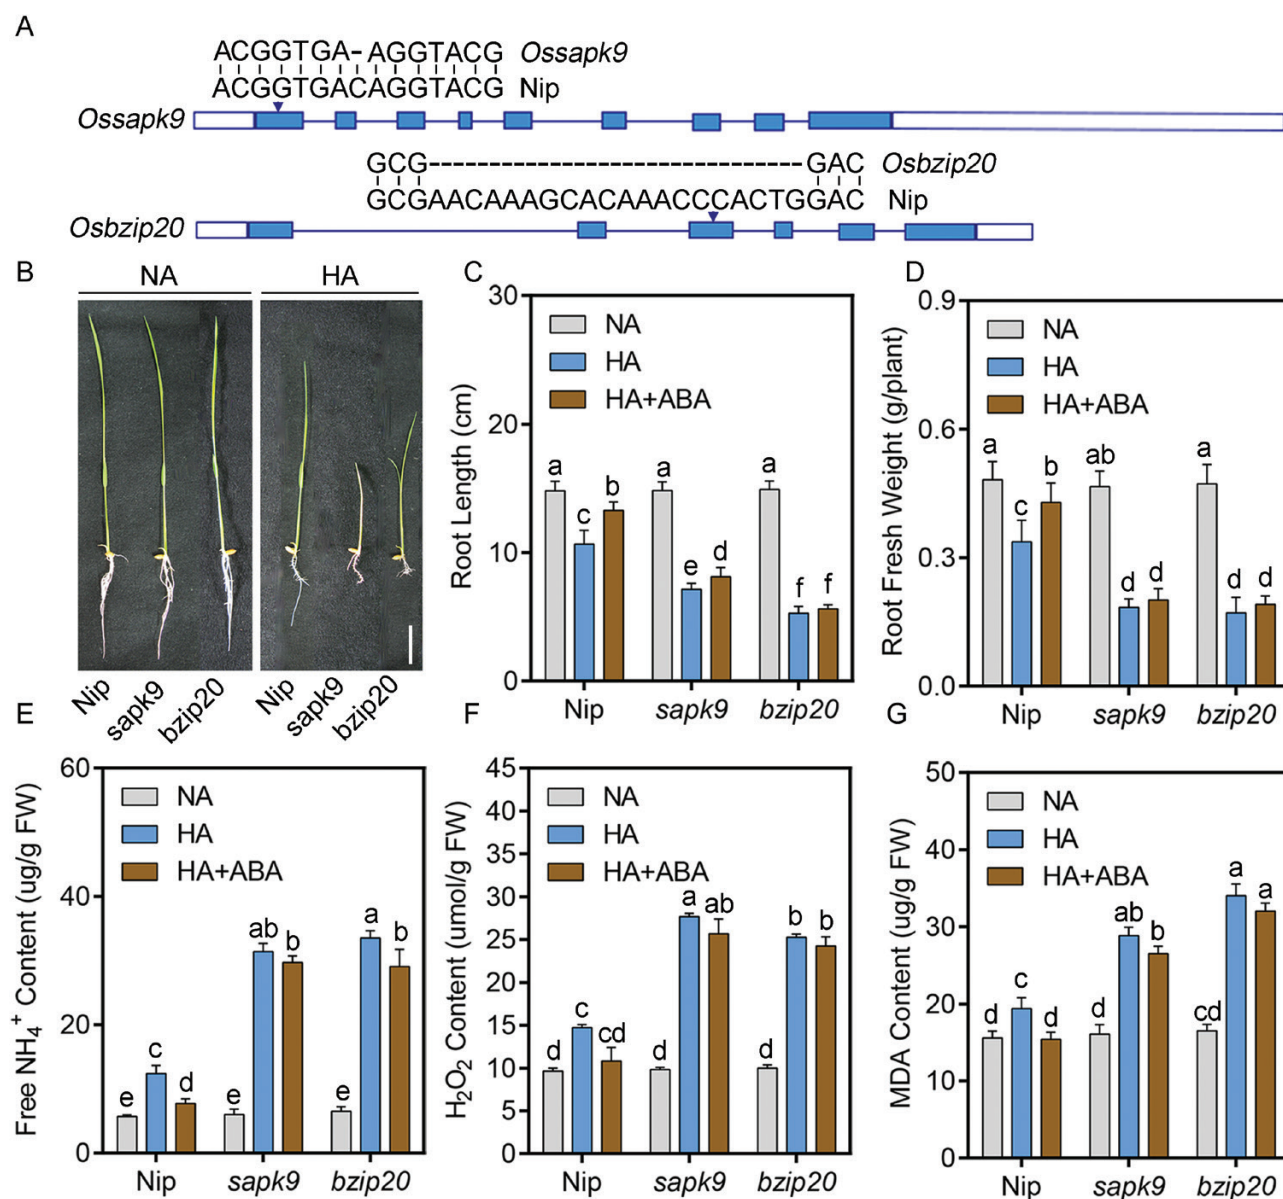 A
ACGGTGA-AGGTACG Ossapk9
ACGGTGACAGGTACG Nip
Ossapk9
GCG-----------------------------GAC Osbzip20
GCGAACAAAGCACAAACCCACTGGAC Nip
Osbzip20
B
NA HA
Nip sapk9 bzip20 Nip sapk9 bzip20
C
Root Length (cm)
30
20
10
0
NA
HA
HA+ABA
a c b a e d a f f
Nip sapk9 bzip20
D
Root Fresh Weight (g/plant)
0.9
0.6
0.3
0.0
NA
HA
HA+ABA
a c b ab d d a d d
Nip sapk9 bzip20
E
Free NH₄⁺ Content (ug/g FW)
60
40
20
0
NA
HA
HA+ABA
e c d e ab b e a b
Nip sapk9 bzip20
F
H₂O₂ Content (umol/g FW)
45
40
35
30
25
20
15
10
5
0
NA
HA
HA+ABA
d c cd d a ab d b b
Nip sapk9 bzip20
G
MDA Content (ug/g FW)
50
40
30
20
10
0
NA
HA
HA+ABA
d c d d ab b cd a a
Nip sapk9 bzip20